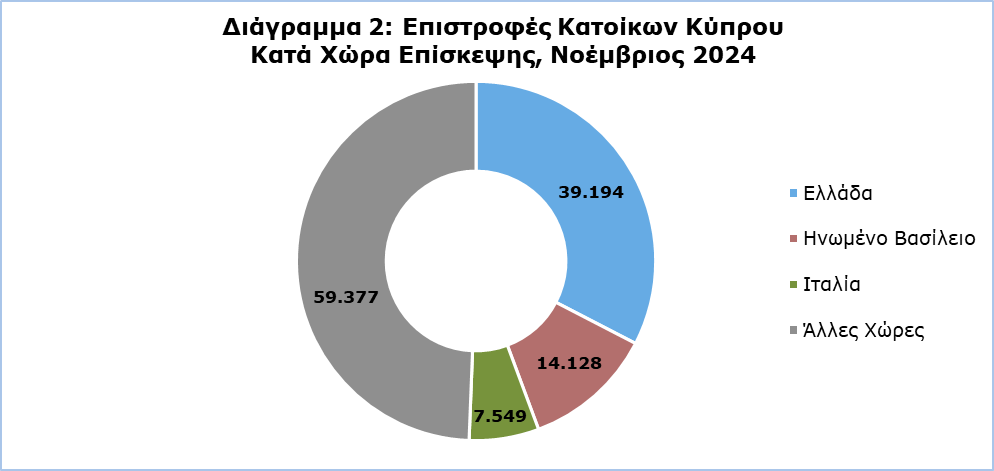 Διάγραμμα 2: Επιστροφές Κατοίκων Κύπρου
Κατά Χώρα Επίσκεψης, Νοέμβριος 2024
39.194
14.128
7.549
59.377
Ελλάδα
Ηνωμένο Βασίλειο
Ιταλία
Άλλες Χώρες